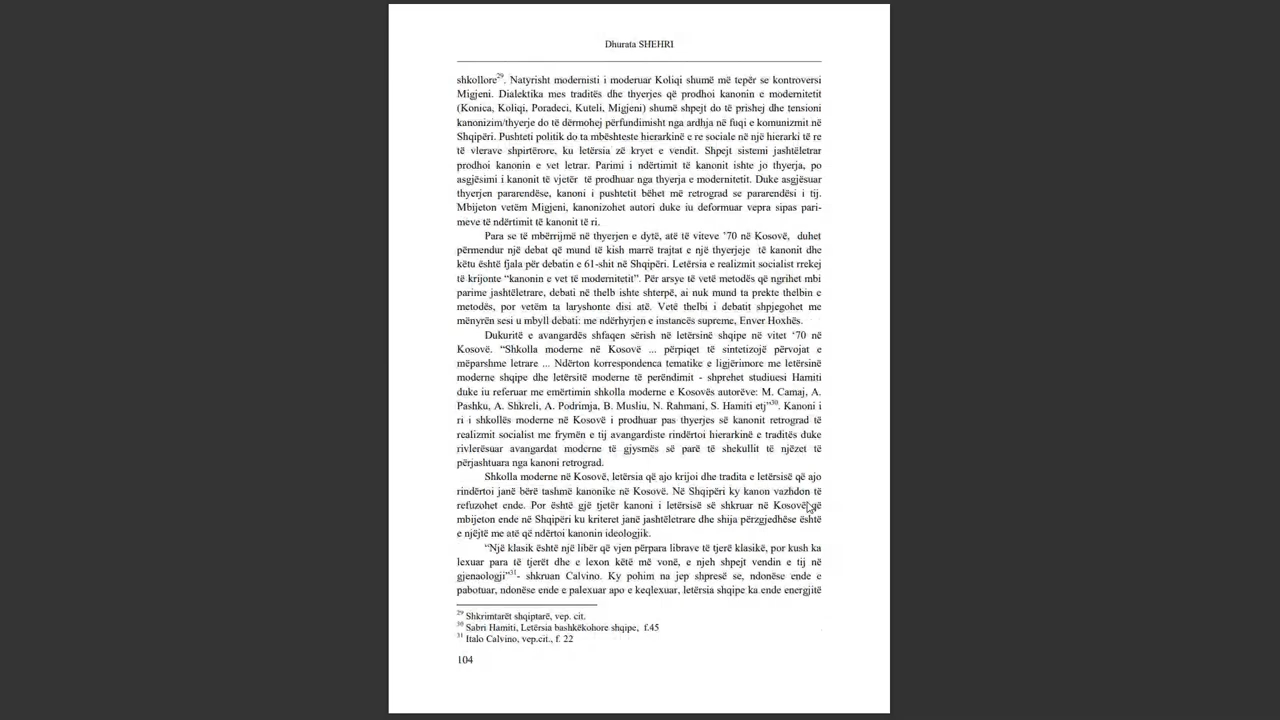 Dhurata SHEHRI
shkollore29. Natyrisht modernisti i moderuar Koliqi shumë më tepër se kontroversi
Migjeni. Dialektika mes traditës dhe thyerjes që prodhoi kanonin e modernitetit
(Konica, Koliqi, Poradeci, Kuteli, Migjeni) shumë shpejt do të prishej dhe tensioni
kanonizim/thyerje do të dërmohej përfundimisht nga ardhja në fuqi e komunizmit në
Shqipëri. Pushteti politik do ta mbështeste hierarkinë e re sociale në një hierarki të re
të vlerave shpirtërore, ku letërsia zë kryet e vendit. Shpejt sistemi jashtëletrar
prodhoi kanonin e vet letrar. Parimi i ndërtimit të kanonit ishte jo thyerja, po
asgjësimi i kanonit të vjetër të prodhuar nga thyerja e modernitetit. Duke asgjësuar
thyerjen pararendëse, kanoni i pushtetit bëhet më retrograd se pararendësi i tij.
Mbijeton vetëm Migjeni, kanonizohet autori duke iu deformuar vepra sipas pari-
meve të ndërtimit të kanonit të ri.
Para se të mbërrijmë në thyerjen e dytë, atë të viteve ’70 në Kosovë, duhet
përmendur një debat që mund të kish marrë trajtat e një thyerjeje të kanonit dhe
këtu është fjala për debatin e 61-shit në Shqipëri. Letërsia e realizmit socialist rrekej
të krijonte “kanonin e vet të modernitetit”. Për arsye të vetë metodës që ngrihet mbi
parime jashtëletrare, debati në thelb ishte shterpë, ai nuk mund ta prekte thelbin e
metodës, por vetëm ta laryshonte disi atë. Vetë thelbi i debatit shpjegohet me
mënyrën sesi u mbyll debati: me ndërhyrjen e instancës supreme, Enver Hoxhës.
Dukuritë e avangardës shfaqen sërish në letërsinë shqipe në vitet ‘70 në
Kosovë. “Shkolla moderne në Kosovë ... përpiqet të sintetizojë përvojat e
mëparshme letrare ... Ndërton korrespondenca tematike e ligjërimore me letërsinë
moderne shqipe dhe letërsitë moderne të perëndimit - shprehet studiuesi Hamiti
duke iu referuar me emërtimin shkolla moderne e Kosovës autorëve: M. Camaj, A.
Pashku, A. Shkreli, A. Podrimja, B. Musliu, N. Rahmani, S. Hamiti etj”30. Kanoni i
ri i shkollës moderne në Kosovë i prodhuar pas thyerjes së kanonit retrograd të
realizmit socialist me frymën e tij avangardiste rindërtoi hierarkinë e traditës duke
rivlerësuar avangardat moderne të gjysmës së parë të shekullit të njëzet të
përjashtuara nga kanoni retrograd.
Shkolla moderne në Kosovë, letërsia që ajo krijoi dhe tradita e letërsisë që ajo
rindërtoi janë bërë tashmë kanonike në Kosovë. Në Shqipëri ky kanon vazhdon të
refuzohet ende. Por është gjë tjetër kanoni i letërsisë së shkruar në Kosovë që
mbijeton ende në Shqipëri ku kriteret janë jashtëletrare dhe shija përzgjedhëse është
e njëjtë me atë që ndërtoi kanonin ideologjik.
“Një klasik është një libër që vjen përpara librave të tjerë klasikë, por kush ka
lexuar para të tjerët dhe e lexon këtë më vonë, e njeh shpejt vendin e tij në
gjenaologji”31- shkruan Calvino. Ky pohim na jep shpresë se, ndonëse ende e
pabotuar, ndonëse ende e palexuar apo e keqlexuar, letërsia shqipe ka ende energjitë
29 Shkrimtarët shqiptarë, vep. cit.
30 Sabri Hamiti, Letërsia bashkëkohore shqipe, f.45
31 Italo Calvino, vep.cit., f. 22
104